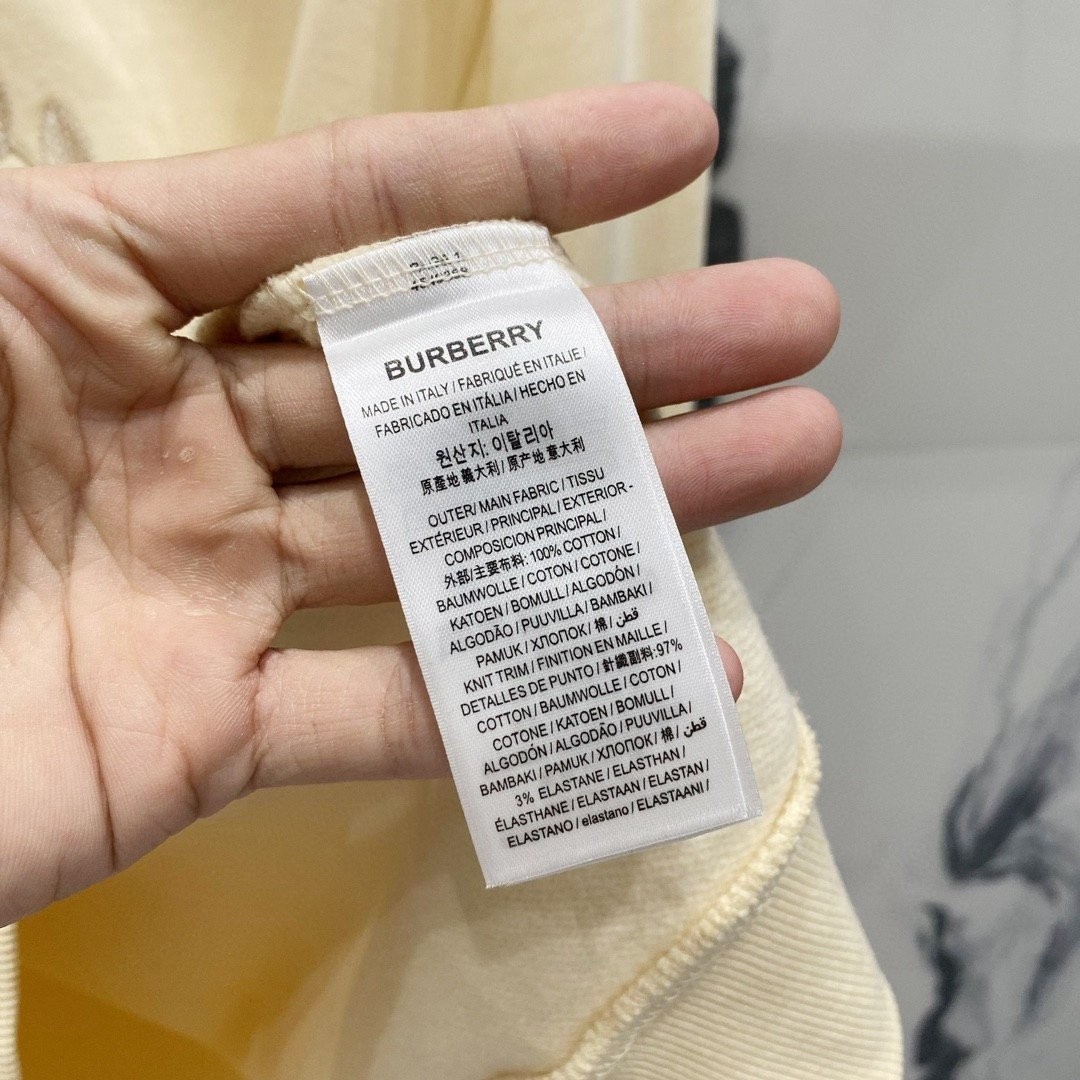 BURBERRY
MADE IN ITALY / FABRIQUÉ EN ITALIE /
FABRICADO EN ITÁLIA / HECHO EN
ITALIA
원산지: 이탈리아
原產地 義大利 / 原产地 意大利
OUTER/ MAIN FABRIC / TISSU
EXTÉRIEUR / PRINCIPAL / EXTERIOR -
COMPOSICION PRINCIPAL /
外部/主要布料: 100% COTTON /
BAUMWOLLE / COTON / COTONE /
KATOEN / BOMULL / ALGODÓN /
ALGODÃO / PUUVILLA / BAMBAKI /
PAMUK / ХЛОПОК / 棉 / قطن
KNIT TRIM / FINITION EN MAILLE /
DETALLES DE PUNTO / 針織副料: 97%
COTTON / BAUMWOLLE / COTON /
COTONE / KATOEN / BOMULL /
ALGODÓN / ALGODÃO / PUUVILLA /
BAMBAKI / PAMUK / ХЛОПОК / 棉 / قطن
3% ELASTANE / ELASTHAN /
ÉLASTHANE / ELASTAAN / ELASTAN /
ELASTANO / elastano / ELASTAANI /